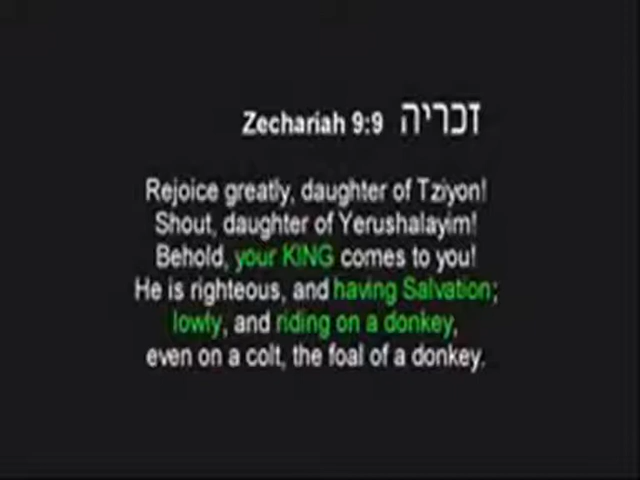 Zechariah 9:9 זכריה
Rejoice greatly, daughter of Tziyon!
Shout, daughter of Yerushalayim!
Behold, your KING comes to you!
He is righteous, and having Salvation;
lowly, and riding on a donkey,
even on a colt, the foal of a donkey.